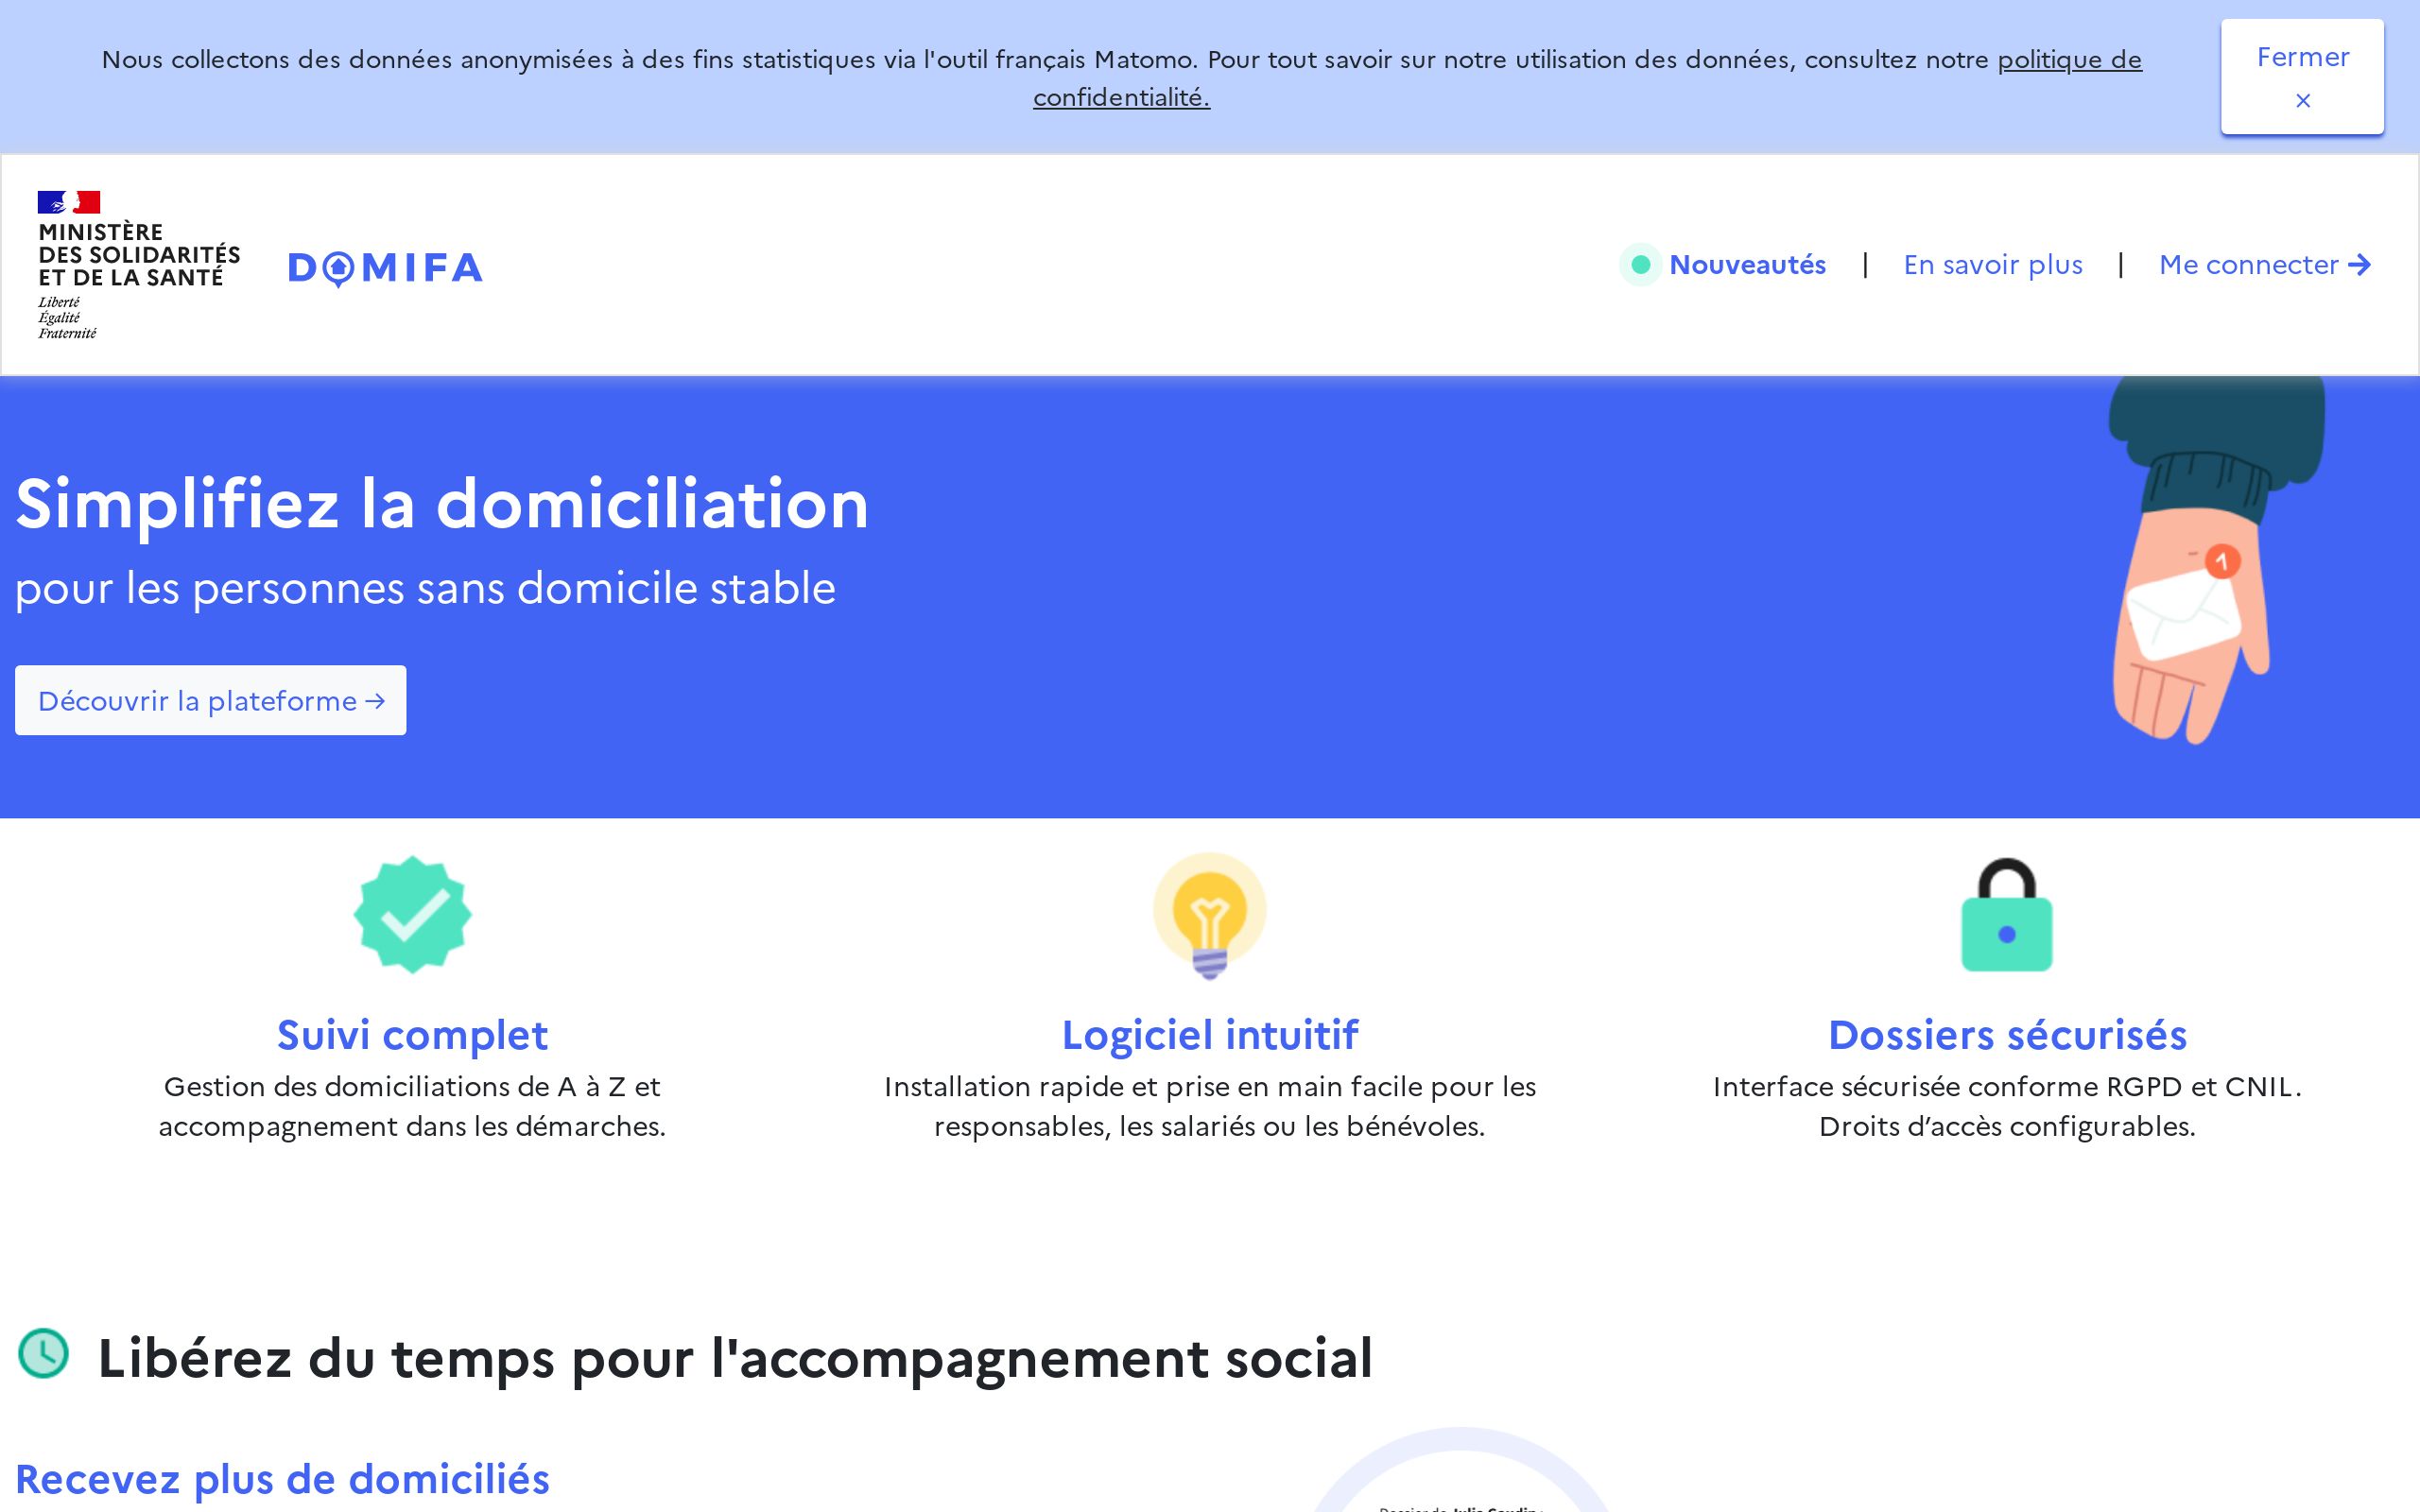 Nous collectons des données anonymisées à des fins statistiques via l'outil français Matomo. Pour tout savoir sur notre utilisation des données, consultez notre politique de
confidentialité.
Fermer
×
MINISTÈRE
DES SOLIDARITÉS
ET DE LA SANTÉ
Liberté
Égalité
Fraternité
DOMIFA
Nouveautés | En savoir plus | Me connecter →
Simplifiez la domiciliation
pour les personnes sans domicile stable
1
Découvrir la plateforme →
Suivi complet
Gestion des domiciliations de A à Z et
accompagnement dans les démarches.
Logiciel intuitif
Installation rapide et prise en main facile pour les
responsables, les salariés ou les bénévoles.
Dossiers sécurisés
Interface sécurisée conforme RGPD et CNIL.
Droits d’accès configurables.
Libérez du temps pour l'accompagnement social
Recevez plus de domiciliés